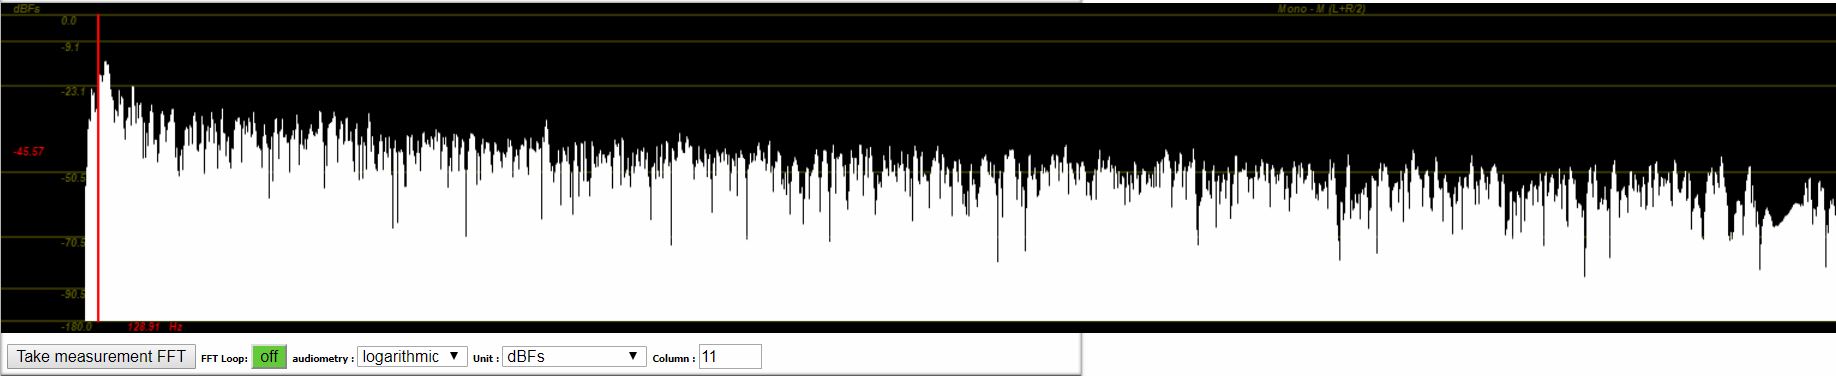 dBFs
Mono - M (L+R/2)
0.0
-9.1
-23.1
-45.57
-50.5
-70.5
-90.5
-180.0
128.91 Hz
Take measurement FFT FFT Loop: off audiometry : logarithmic ▼ Unit : dBFs ▼ Column : 11